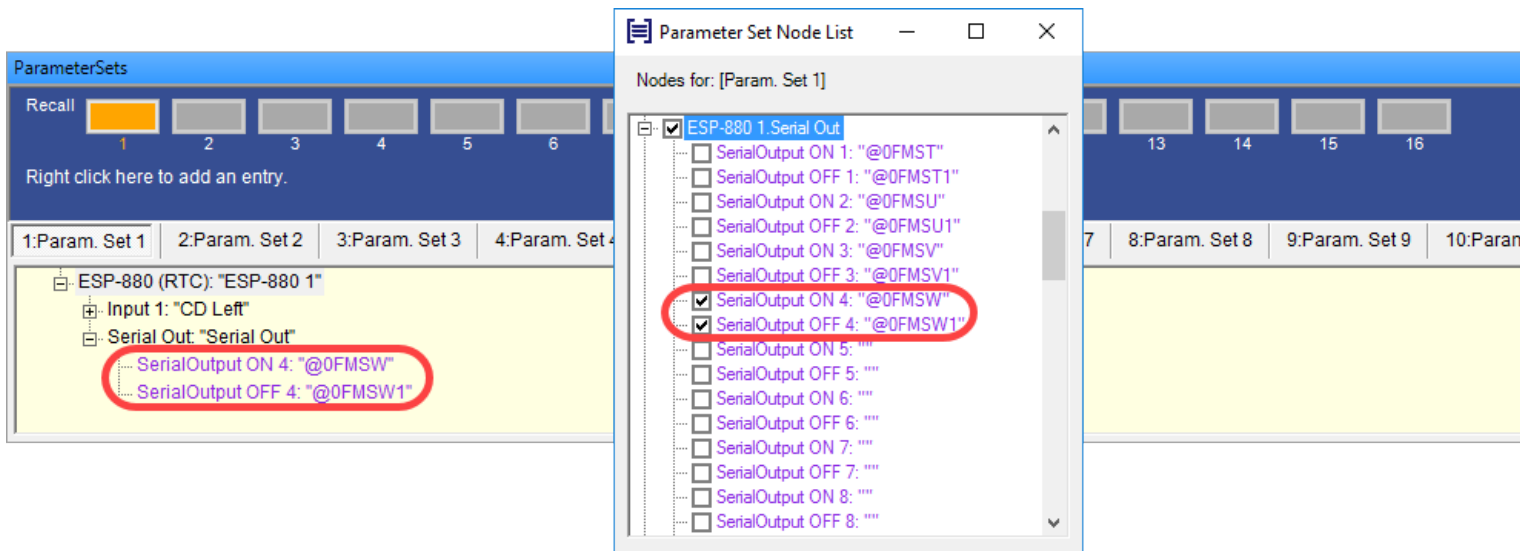 Parameter Set Node List
Nodes for: [Param. Set 1]
ESP-880 1.Serial Out
SerialOutput ON 1: "@0FMST"
SerialOutput OFF 1: "@0FMST1"
SerialOutput ON 2: "@0FMSU"
SerialOutput OFF 2: "@0FMSU1"
SerialOutput ON 3: "@0FMSV"
SerialOutput OFF 3: "@0FMSV1"
SerialOutput ON 4: "@0FMSW"
SerialOutput OFF 4: "@0FMSW1"
SerialOutput ON 5: ""
SerialOutput OFF 5: ""
SerialOutput ON 6: ""
SerialOutput OFF 6: ""
SerialOutput ON 7: ""
SerialOutput OFF 7: ""
SerialOutput ON 8: ""
SerialOutput OFF 8: ""
ParameterSets
Recall
1 2 3 4 5 6 13 14 15 16
Right click here to add an entry.
1:Param. Set 1 2:Param. Set 2 3:Param. Set 3 4:Param. Set 7 8:Param. Set 8 9:Param. Set 9 10:Param
ESP-880 (RTC): "ESP-880 1"
Input 1: "CD Left"
Serial Out: "Serial Out"
SerialOutput ON 4: "@0FMSW"
SerialOutput OFF 4: "@0FMSW1"